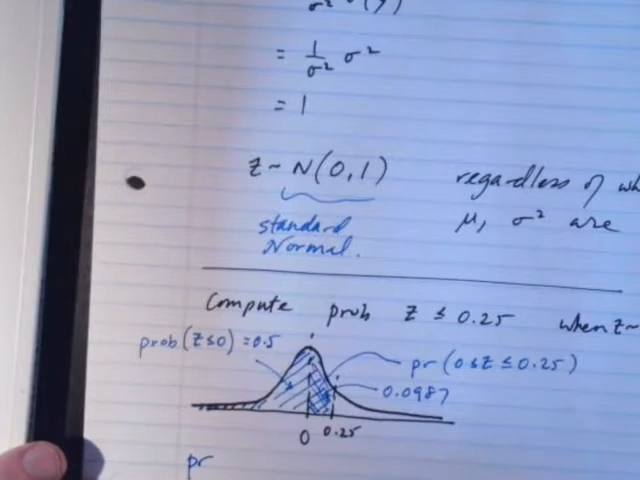 = 1/σ² σ²
= 1
z ~ N(0,1) regardless of
standard μ, σ² are
Normal.
Compute prob z ≤ 0.25 when z~
prob(z≤0) = 0.5
pr(0≤z≤0.25)
0.0987
0 0.25
pr